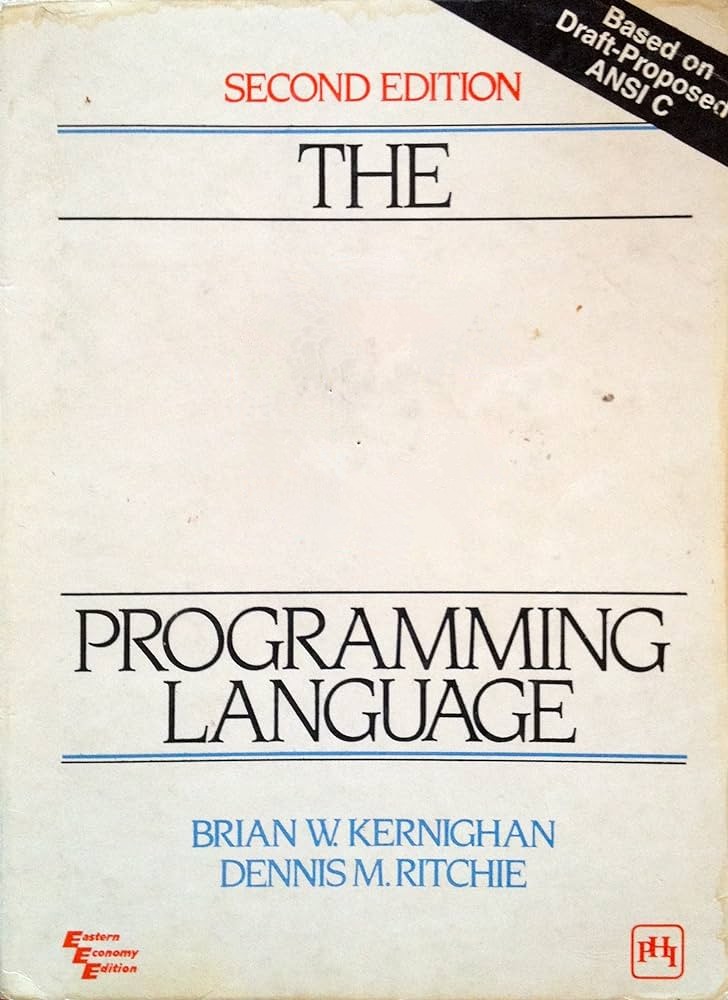 Based on
Draft-Proposed
ANSI C
SECOND EDITION
THE
PROGRAMMING
LANGUAGE
BRIAN W. KERNIGHAN
DENNIS M. RITCHIE
Eastern
Economy
Edition
PHI